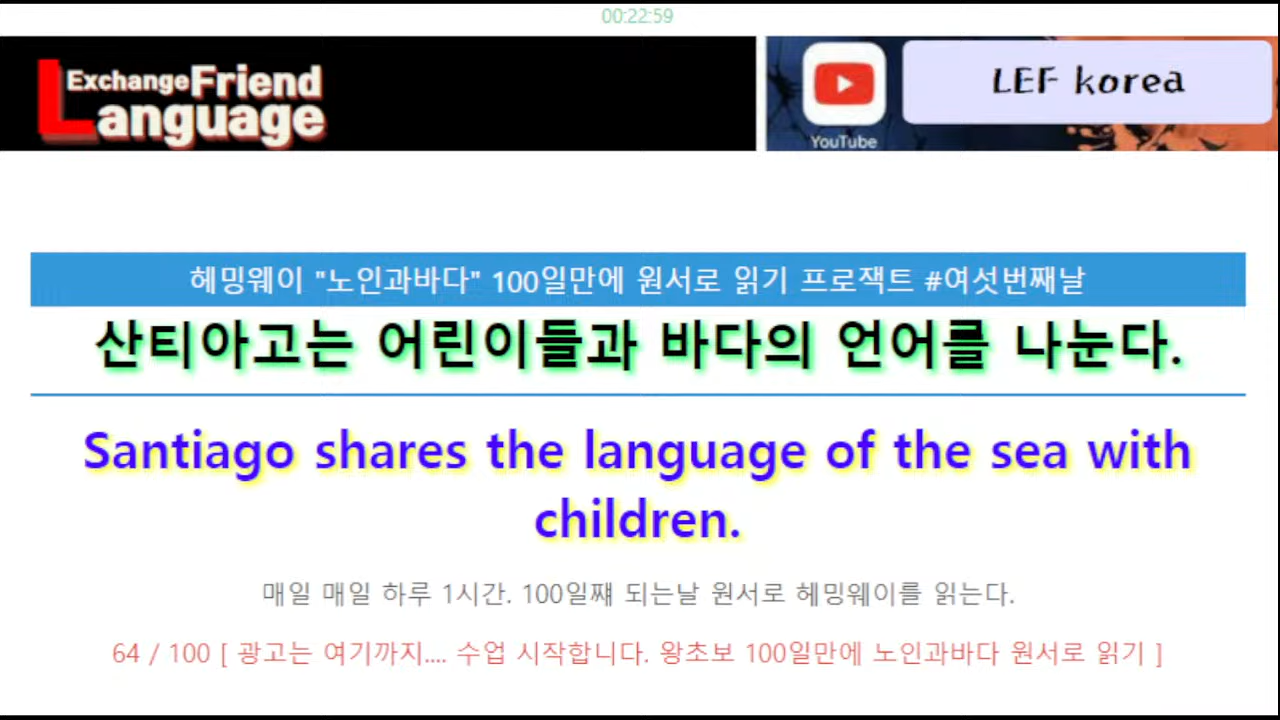 00:22:59
ExchangeFriend
Language
LEF korea
YouTube
헤밍웨이 "노인과바다" 100일만에 원서로 읽기 프로잭트 #여섯번째날
산티아고는 어린이들과 바다의 언어를 나눈다.
Santiago shares the language of the sea with
children.
매일 매일 하루 1시간. 100일쨰 되는날 원서로 헤밍웨이를 읽는다.
64 / 100 [ 광고는 여기까지.... 수업 시작합니다. 왕초보 100일만에 노인과바다 원서로 읽기 ]